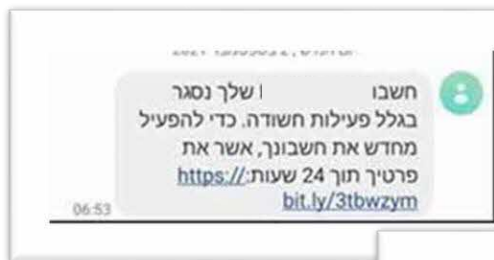 חשבו שלך נסגר
בגלל פעילות חשודה. כדי להפעיל
מחדש את חשבונך, אשר את
פרטיך תוך 24 שעות: https://
bit.ly/3tbwzym
06:53